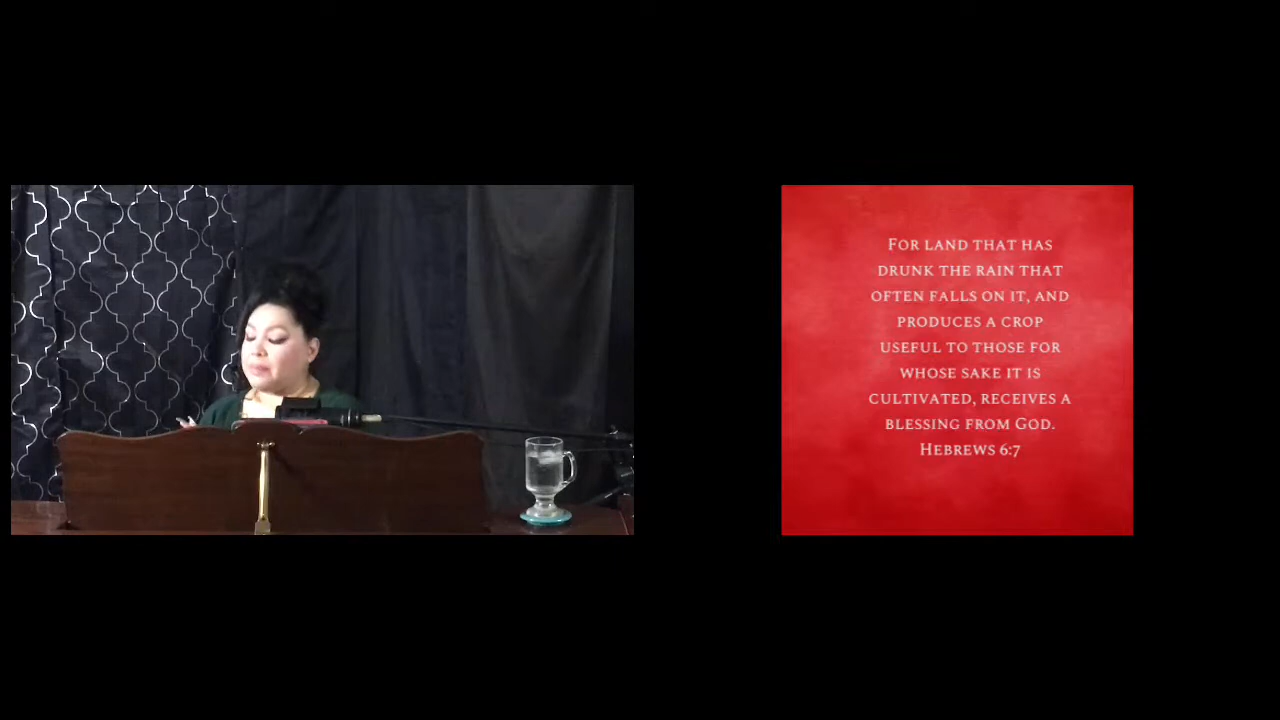 For land that has
drunk the rain that
often falls on it, and
produces a crop
useful to those for
whose sake it is
cultivated, receives a
blessing from God.
Hebrews 6:7